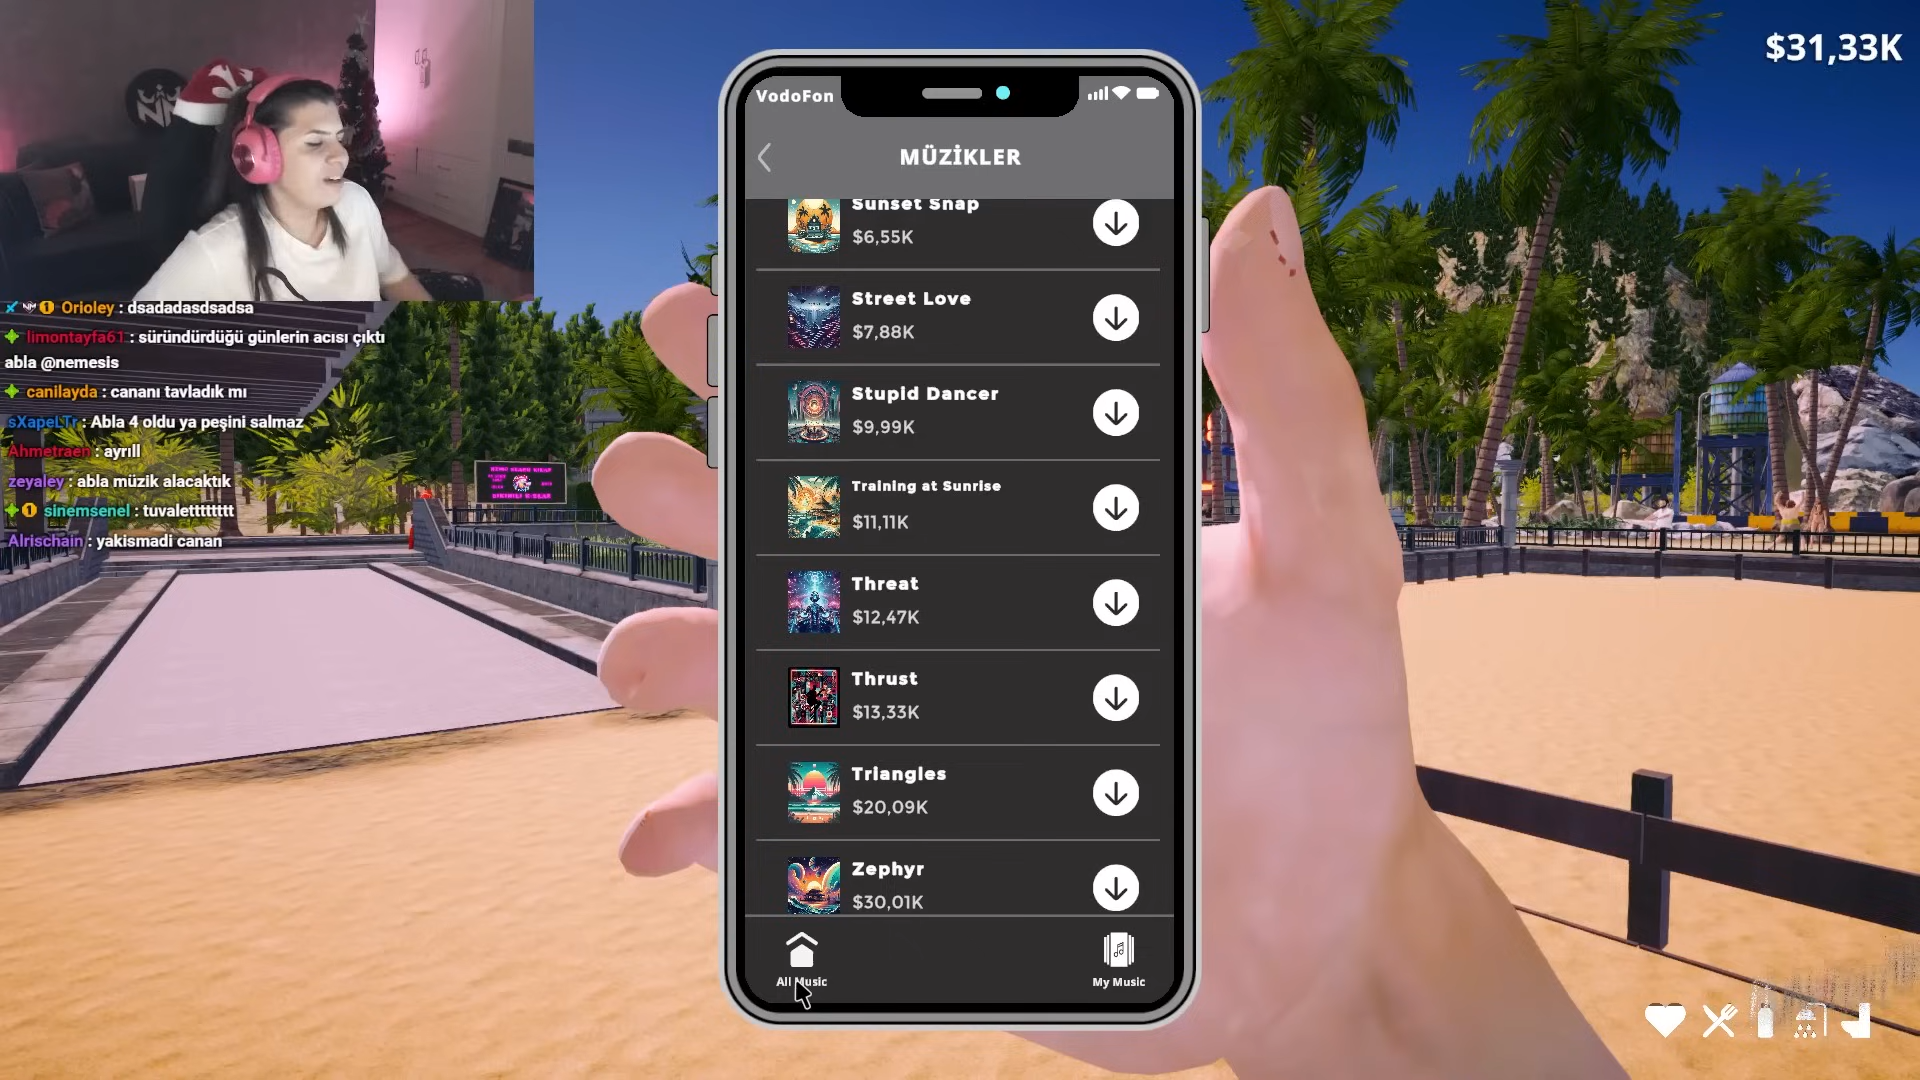 $31,33K
VodoFon
MÜZİKLER
Sunset Snap
$6,55K
Street Love
$7,88K
Stupid Dancer
$9,99K
Training at Sunrise
$11,11K
Threat
$12,47K
Thrust
$13,33K
Triangles
$20,09K
Zephyr
$30,01K
All Music
My Music
Orioley : dsadadasdsadsa
limontayfa61 : süründürdüğü günlerin acısı çıktı
abla @nemesis
canilayda : cananı tavladık mı
sXapeLTr : Abla 4 oldu ya peşini salmaz
Ahmetraen : ayrıll
zeyaley : abla müzik alacaktık
sinemsenel : tuvaletttttttt
Alrischain : yakismadi canan